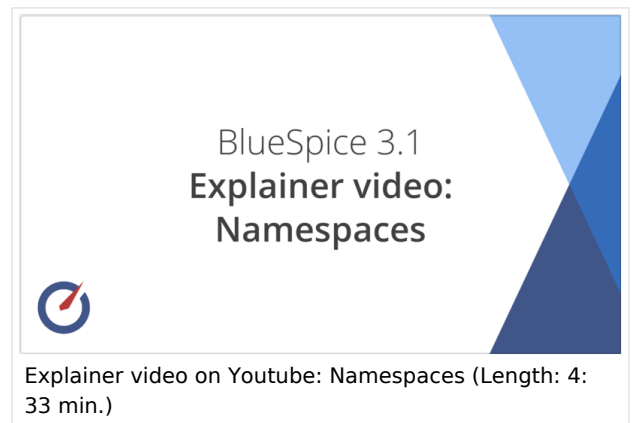 BlueSpice 3.1
Explainer video:
Namespaces
Explainer video on Youtube: Namespaces (Length: 4:
33 min.)